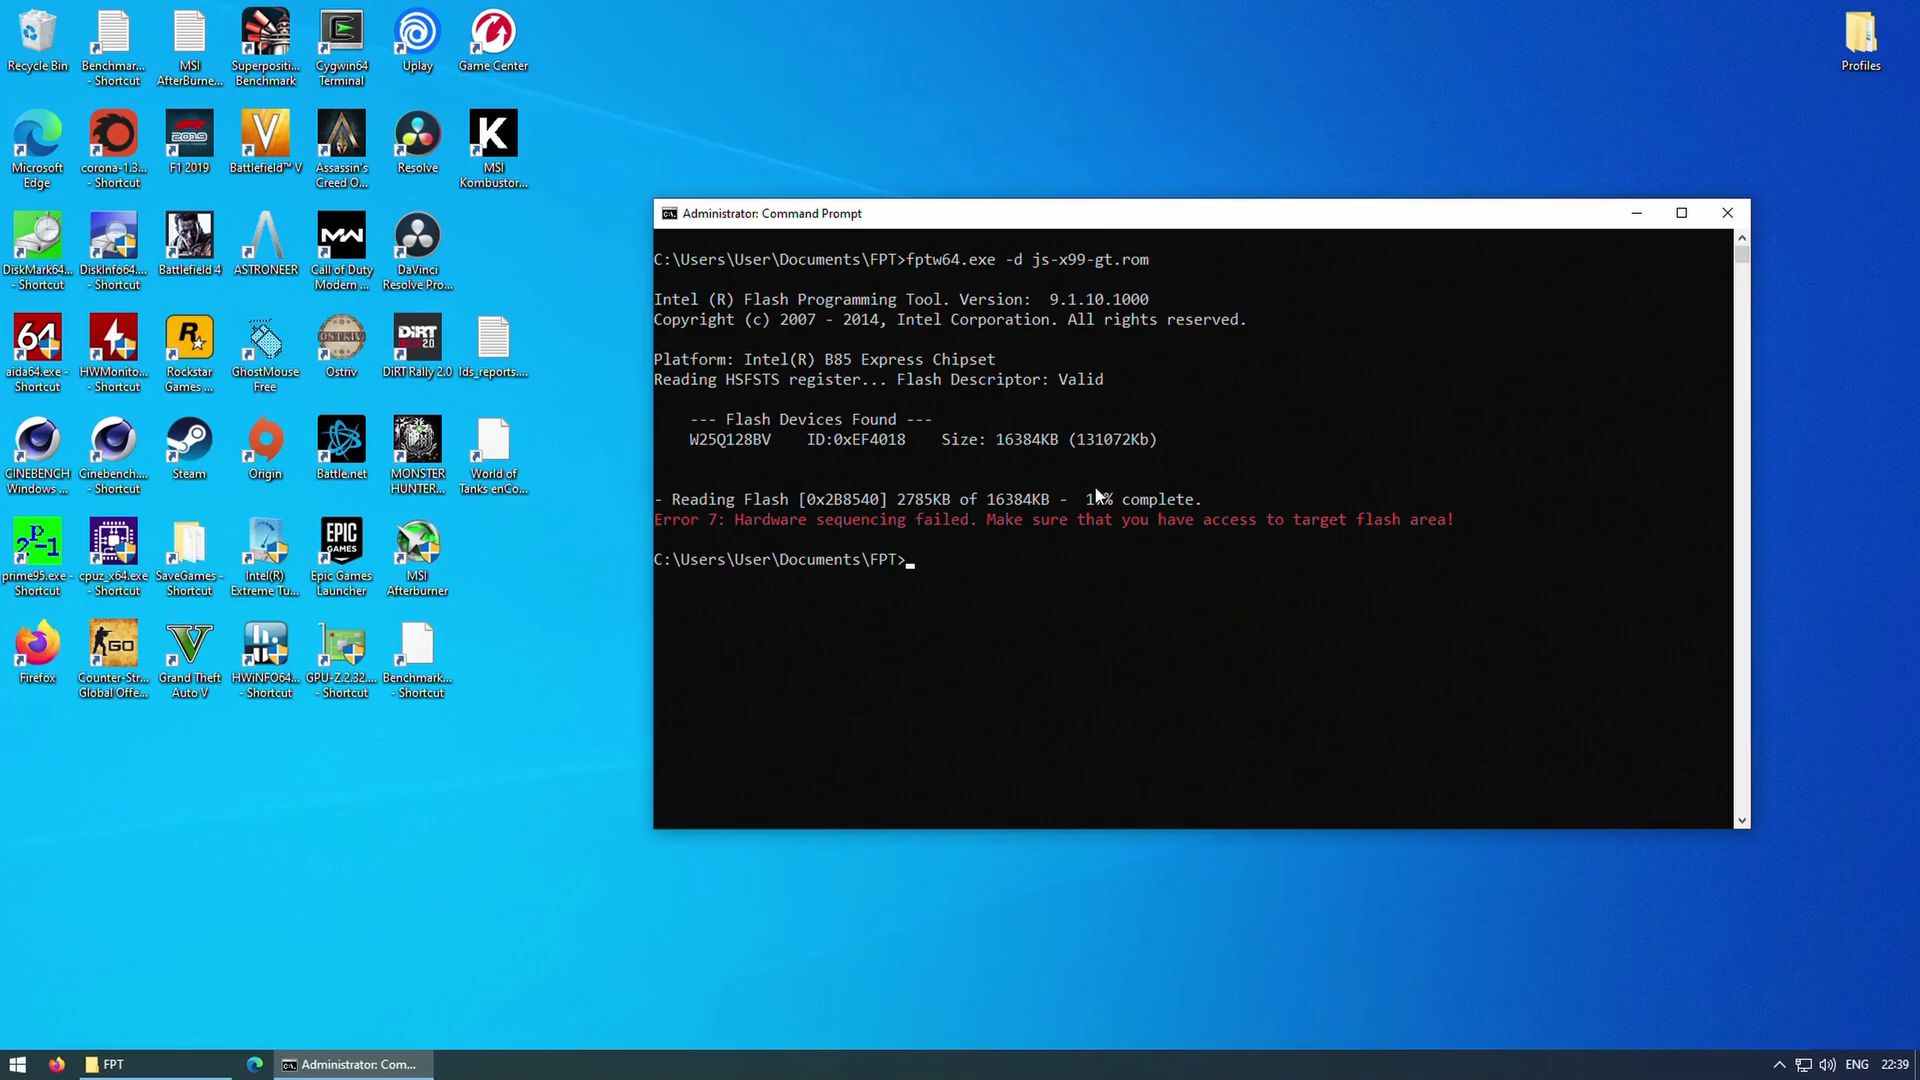 Recycle Bin
Benchmar...
- Shortcut
MSI
AfterBurne...
Superpositi...
Benchmark
Cygwin64
Terminal
Uplay
Game Center
Profiles
Microsoft
Edge
corona-1.3...
- Shortcut
F1 2019
Battlefield™ V
Assassin's
Creed O...
Resolve
MSI
Kombustor...
DiskMark64...
- Shortcut
DiskInfo64...
- Shortcut
Battlefield 4
ASTRONEER
Call of Duty
Modern ...
DaVinci
Resolve Pro...
aida64.exe -
Shortcut
HWMonito...
- Shortcut
Rockstar
Games ...
GhostMouse
Free
Ostriv
DiRT Rally 2.0
lds_reports....
CINEBENCH
Windows ...
Cinebench....
- Shortcut
Steam
Origin
Battle.net
MONSTER
HUNTER...
World of
Tanks enCo...
prime95.exe -
Shortcut
cpuz_x64.exe
- Shortcut
SaveGames -
Shortcut
Intel(R)
Extreme Tu...
Epic Games
Launcher
MSI
Afterburner
Firefox
Counter-Str...
Global Offe...
Grand Theft
Auto V
HWiNFO64...
- Shortcut
GPU-Z.2.32....
- Shortcut
Benchmark...
- Shortcut
Administrator: Command Prompt
C:\Users\User\Documents\FPT>fptw64.exe -d js-x99-gt.rom
Intel (R) Flash Programming Tool. Version:  9.1.10.1000
Copyright (c) 2007 - 2014, Intel Corporation. All rights reserved.
Platform: Intel(R) B85 Express Chipset
Reading HSFSTS register... Flash Descriptor: Valid
--- Flash Devices Found ---
W25Q128BV    ID:0xEF4018    Size: 16384KB (131072Kb)
- Reading Flash [0x2B8540] 2785KB of 16384KB -  % complete.
Error 7: Hardware sequencing failed. Make sure that you have access to target flash area!
C:\Users\User\Documents\FPT>
FPT
Administrator: Com...
ENG
22:39